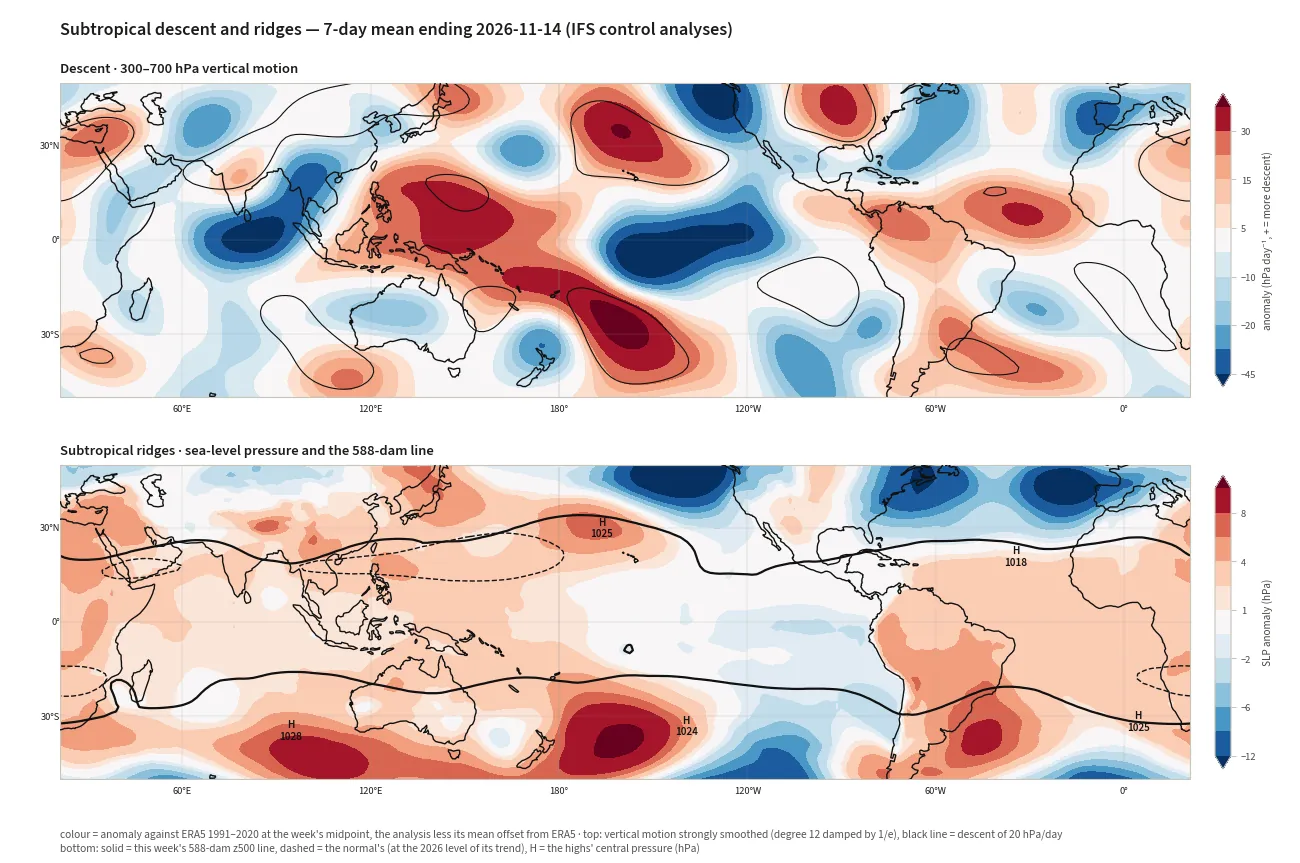 Subtropical descent and ridges — 7-day mean ending 2026-11-14 (IFS control analyses)
Descent · 300–700 hPa vertical motion
30°N
0°
30°S
60°E
120°E
180°
120°W
60°W
0°
30
15
5
−10
−20
−45
anomaly (hPa day⁻¹, + = more descent)
Subtropical ridges · sea-level pressure and the 588-dam line
H
1025
H
1018
H
1028
H
1024
H
1025
30°N
0°
30°S
60°E
120°E
180°
120°W
60°W
0°
8
4
1
−2
−6
−12
SLP anomaly (hPa)
colour = anomaly against ERA5 1991–2020 at the week's midpoint, the analysis less its mean offset from ERA5 · top: vertical motion strongly smoothed (degree 12 damped by 1/e), black line = descent of 20 hPa/day
bottom: solid = this week's 588-dam z500 line, dashed = the normal's (at the 2026 level of its trend), H = the highs' central pressure (hPa)